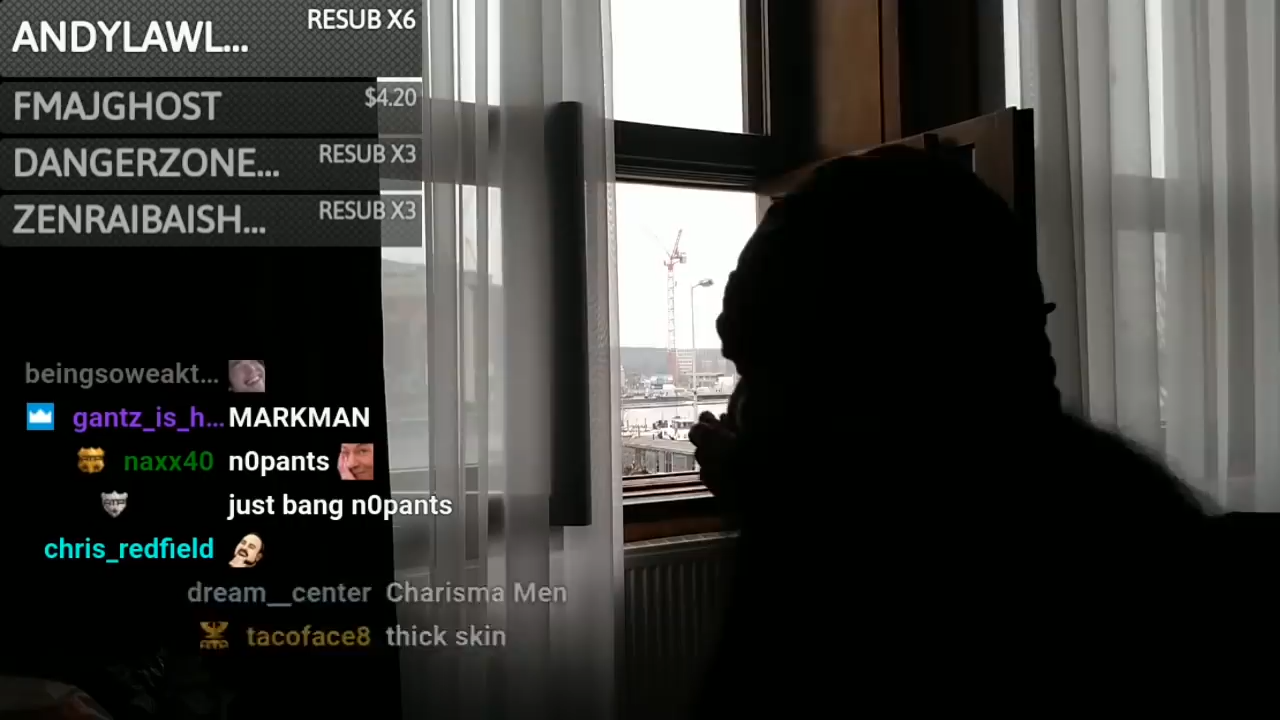 ANDYLAWL... RESUB X6
FMAJGHOST $4.20
DANGERZONE... RESUB X3
ZENRAIBAISH... RESUB X3
beingsoweakt...
gantz_is_h... MARKMAN
naxx40 n0pants
just bang n0pants
chris_redfield
dream__center Charisma Men
tacoface8 thick skin